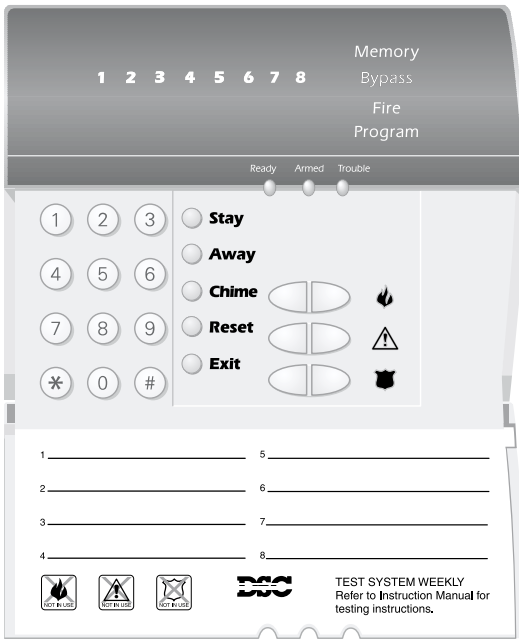 Memory
1 2 3 4 5 6 7 8 Bypass
Fire
Program
Ready Armed Trouble
1 2 3 Stay
Away
4 5 6 Chime
7 8 9 Reset
Exit
* 0 #
1 5
2 6
3 7
4 8
NOT IN USE NOT IN USE NOT IN USE
DSC
TEST SYSTEM WEEKLY
Refer to Instruction Manual for
testing instructions.